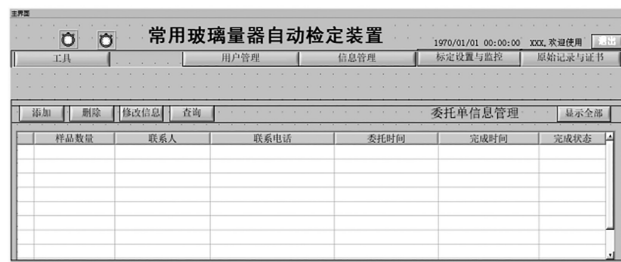 主界面
常用玻璃量器自动检定装置
1970/01/01 00:00:00 XXX, 欢迎使用 退出
工具 用户管理 信息管理 标定设置与监控 原始记录与证书
添加 删除 修改信息 查询 委托单信息管理 显示全部
样品数量 联系人 联系电话 委托时间 完成时间 完成状态